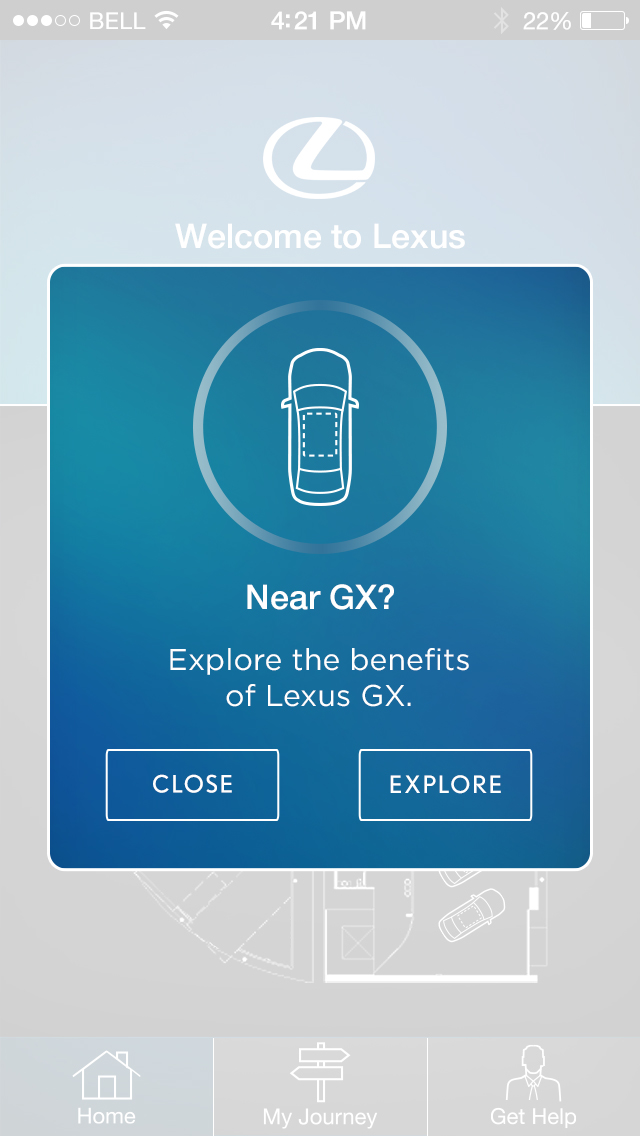 BELL 4:21 PM 22%
Welcome to Lexus
Near GX?
Explore the benefits
of Lexus GX.
CLOSE EXPLORE
Home My Journey Get Help